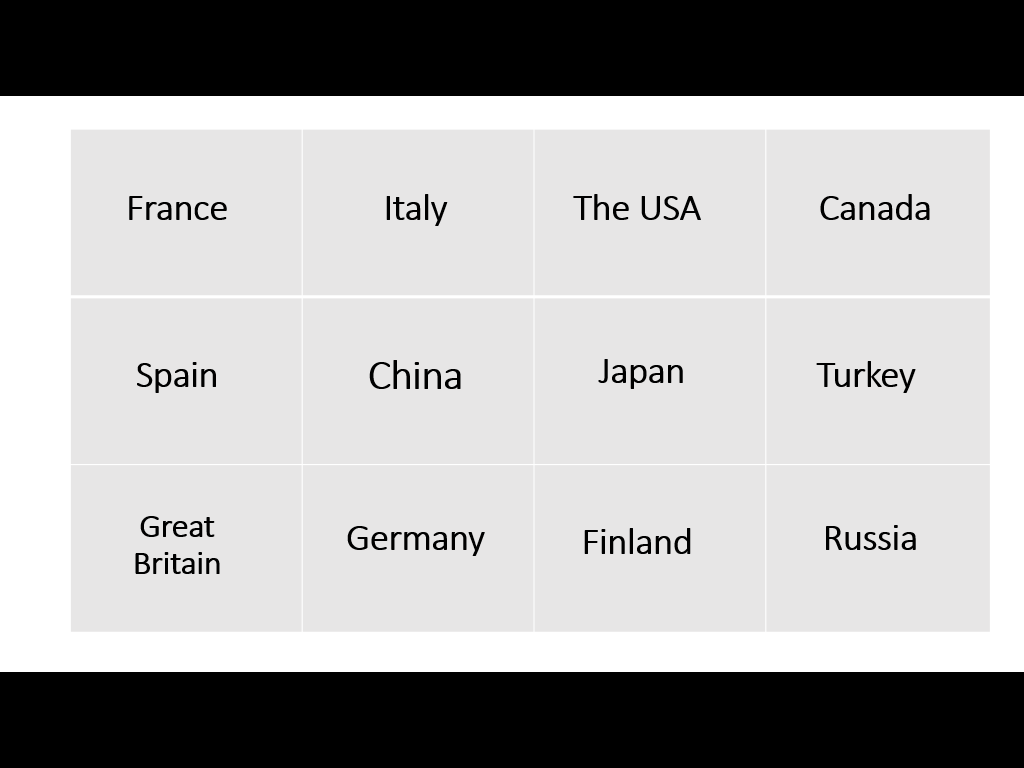 France
Italy
The USA
Canada
Spain
China
Japan
Turkey
Great
Britain
Germany
Finland
Russia